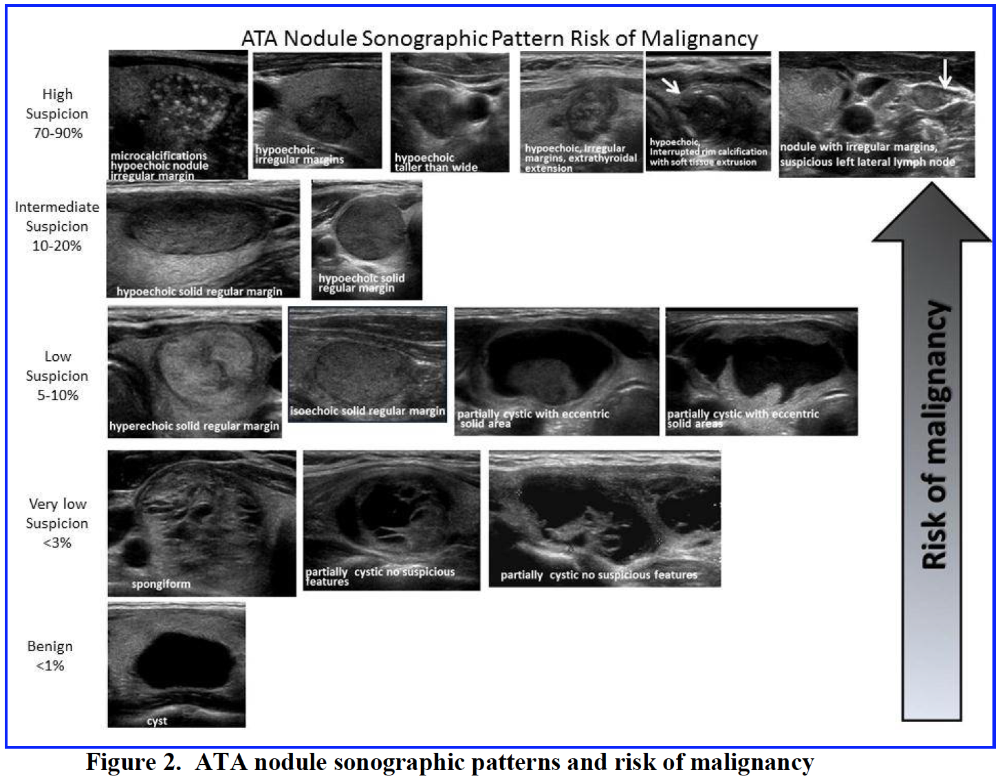 ATA Nodule Sonographic Pattern Risk of Malignancy
High
Suspicion
70-90%
microcalcifications
hypoechoic nodule
irregular margin
hypoechoic
irregular margins
hypoechoic
taller than wide
hypoechoic, Irregular
margins, extrathyroidal
extension
hypoechoic,
Interrupted rim calcification
with soft tissue extrusion
nodule with irregular margins,
suspicious left lateral lymph node
Intermediate
Suspicion
10-20%
hypoechoic solid regular margin
hypoechoic solid
regular margin
Low
Suspicion
5-10%
hyperechoic solid regular margin
isoechoic solid regular margin
partially cystic with eccentric
solid area
partially cystic with eccentric
solid areas
Very low
Suspicion
<3%
spongiform
partially cystic no suspicious
features
partially cystic no suspicious features
Benign
<1%
cyst
Risk of malignancy
Figure 2. ATA nodule sonographic patterns and risk of malignancy